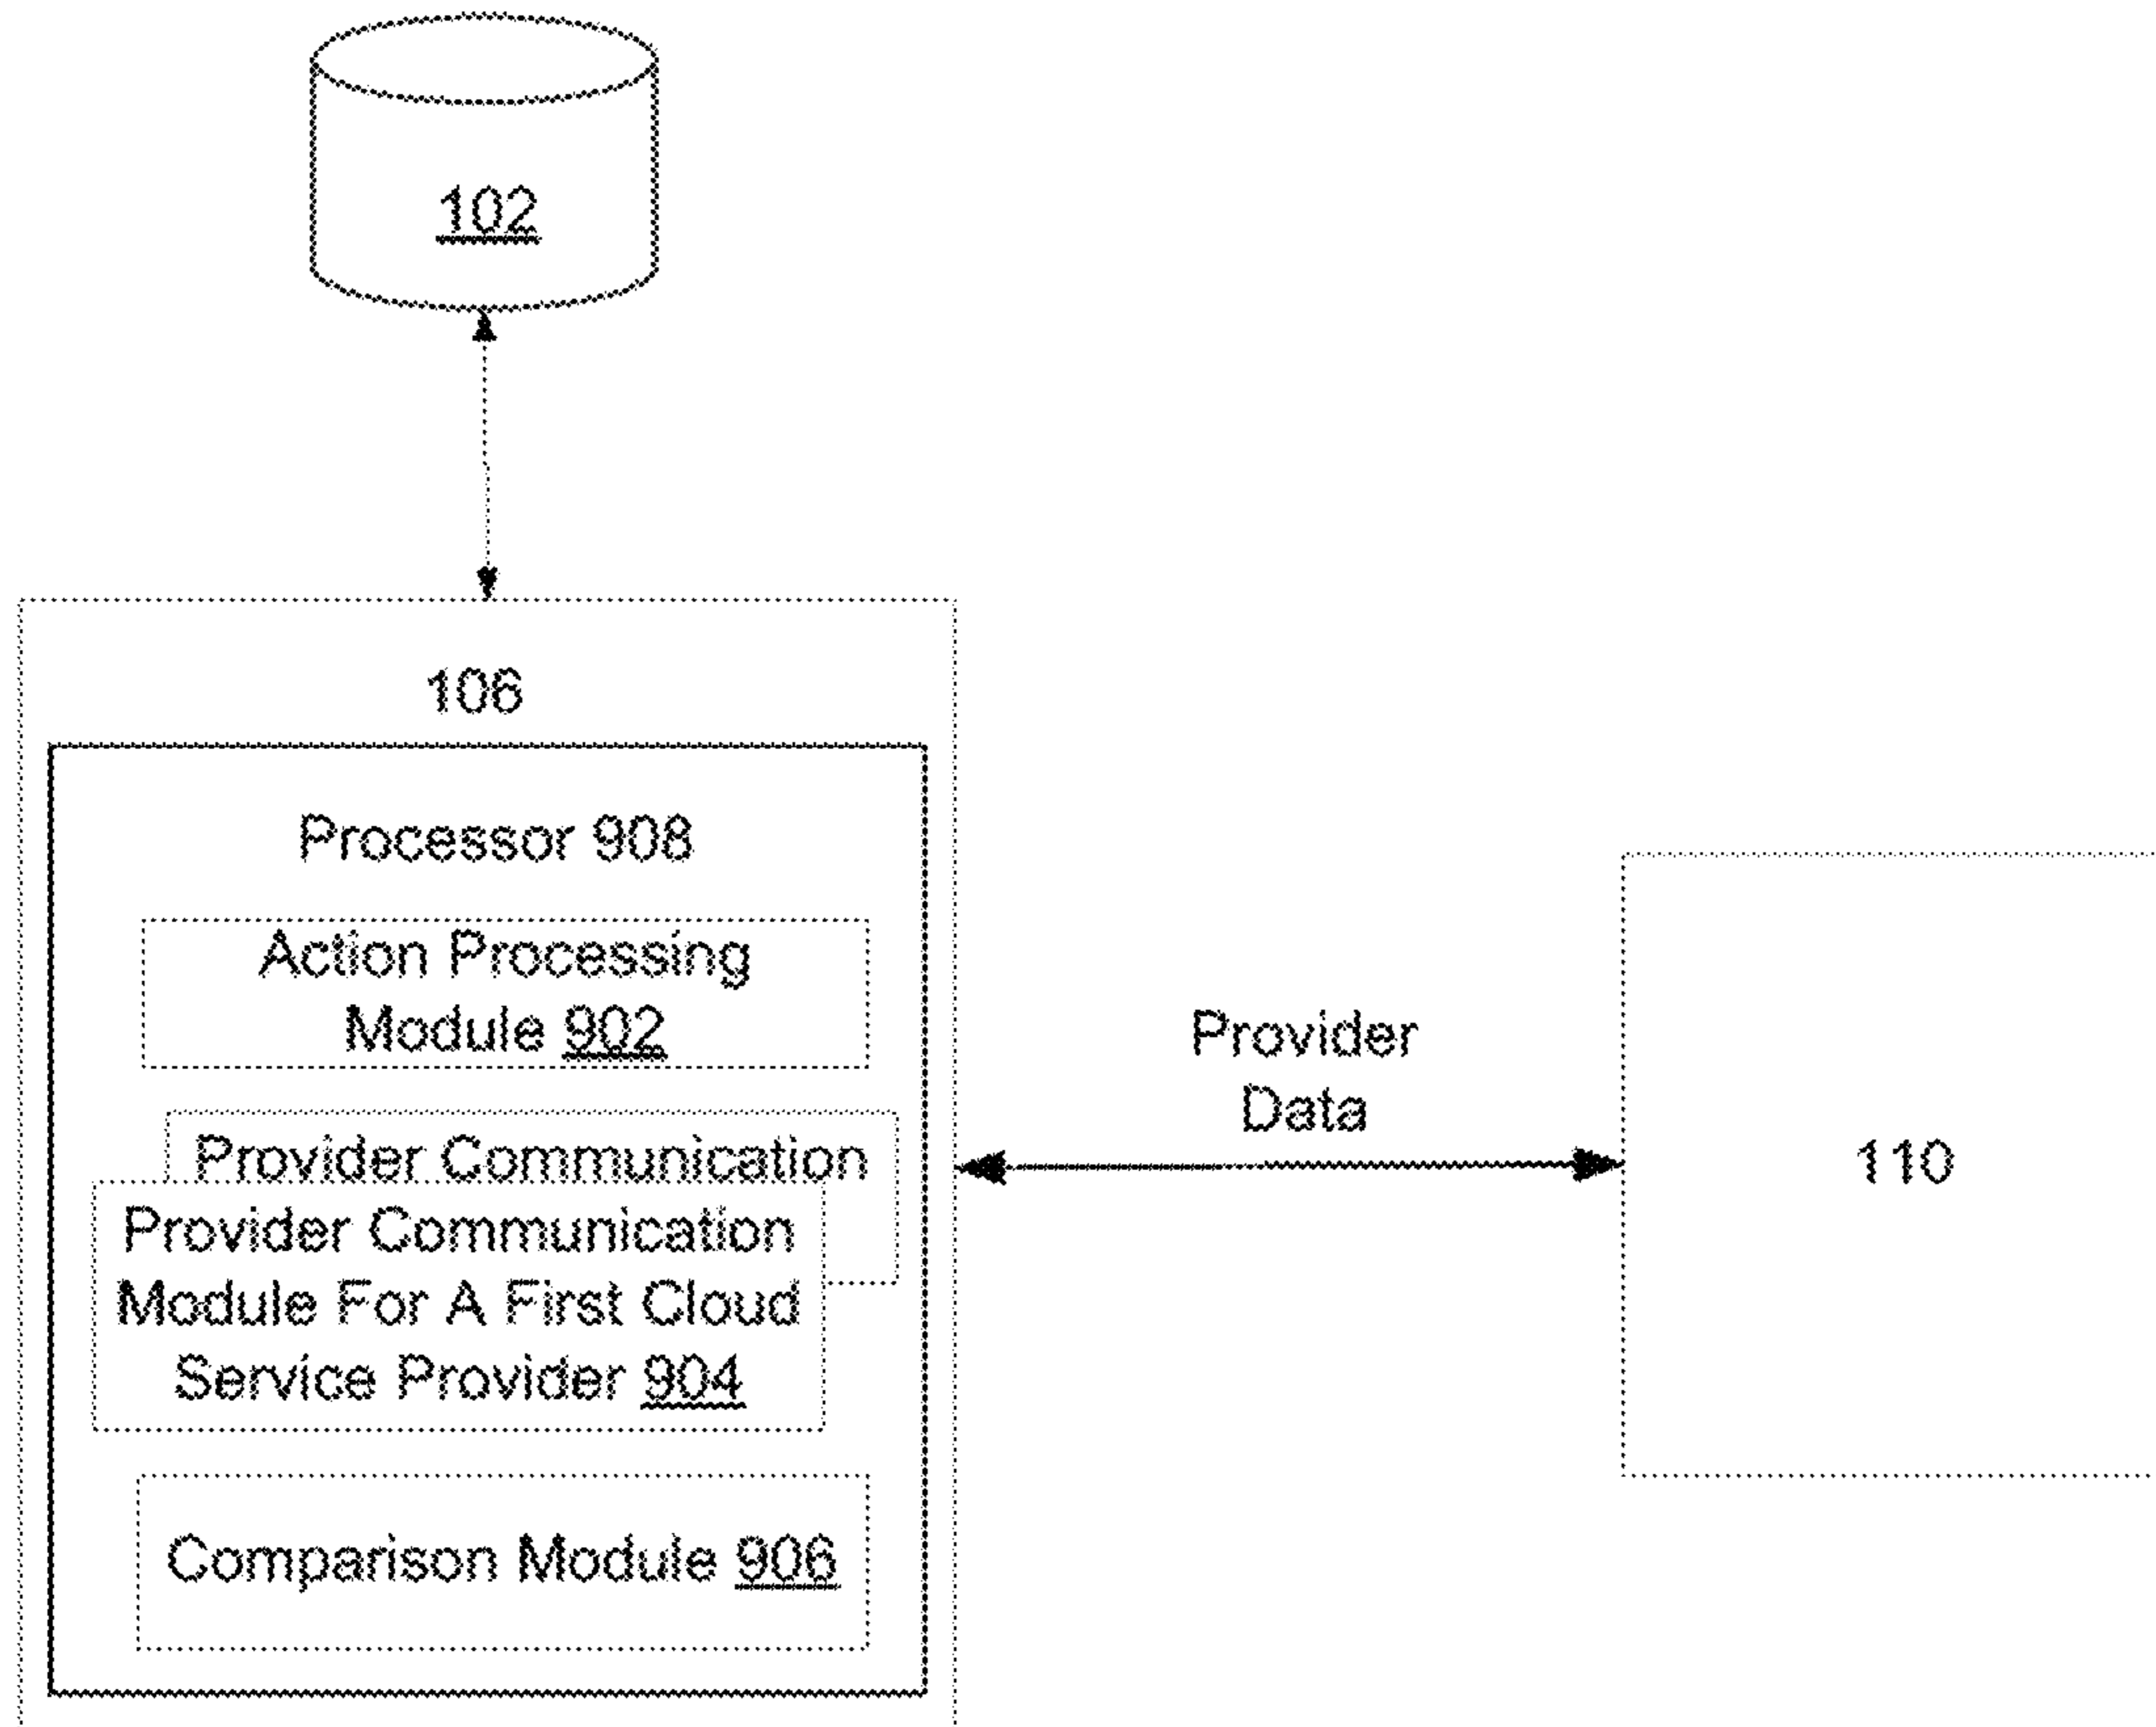 102
106
Processor 908
Action Processing
Module 902
Provider Communication
Provider Communication
Module For A First Cloud
Service Provider 904
Comparison Module 906
Provider
Data
110